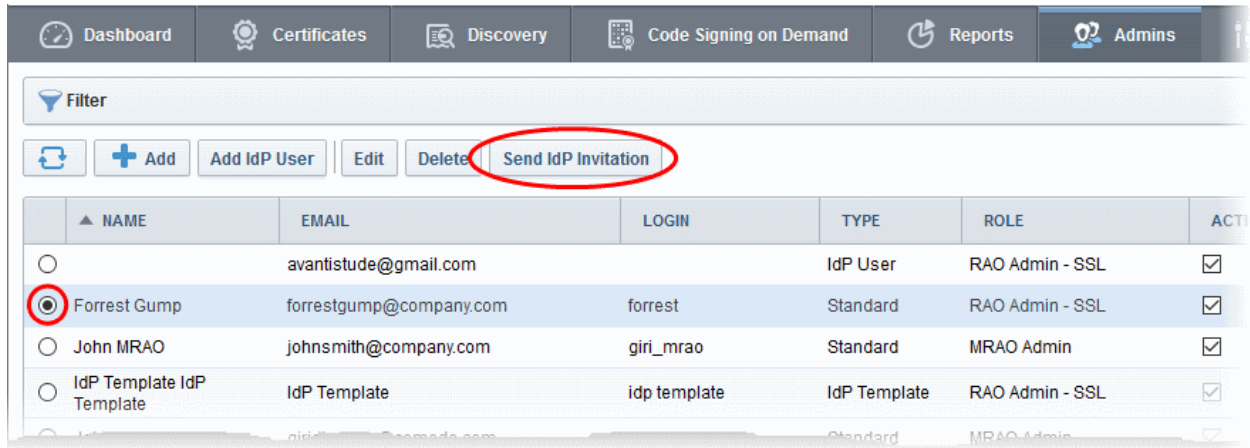 Dashboard Certificates Discovery Code Signing on Demand Reports Admins
Filter
Add Add IdP User Edit Delete Send IdP Invitation
NAME EMAIL LOGIN TYPE ROLE
avantistude@gmail.com IdP User RAO Admin - SSL
Forrest Gump forrestgump@company.com forrest Standard RAO Admin - SSL
John MRAO johnsmith@company.com giri_mrao Standard MRAO Admin
IdP Template IdP Template IdP Template idp template IdP Template RAO Admin - SSL
Standard MRAO Admin